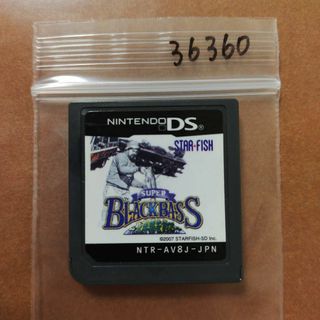 36360
NINTENDO DS
STAR-FISH
SUPER
BLACKBASS
©2007 STARFISH-SD Inc.
NTR-AV8J-JPN